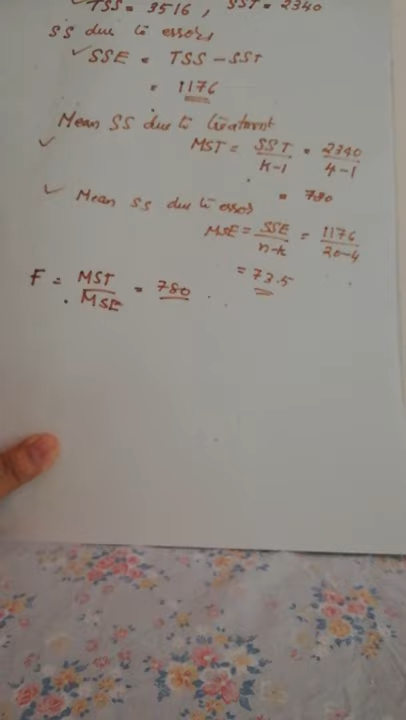 TSS = 3516, SST = 2340
SS due to errors
✓ SSE = TSS - SST
= 1176
Mean SS due to treatment
✓ MST = SST / K-1 = 2340 / 4-1
= 780
✓ Mean SS due to error
MSE = SSE / n-k = 1176 / 20-4
= 73.5
F = MST / MSE = 780